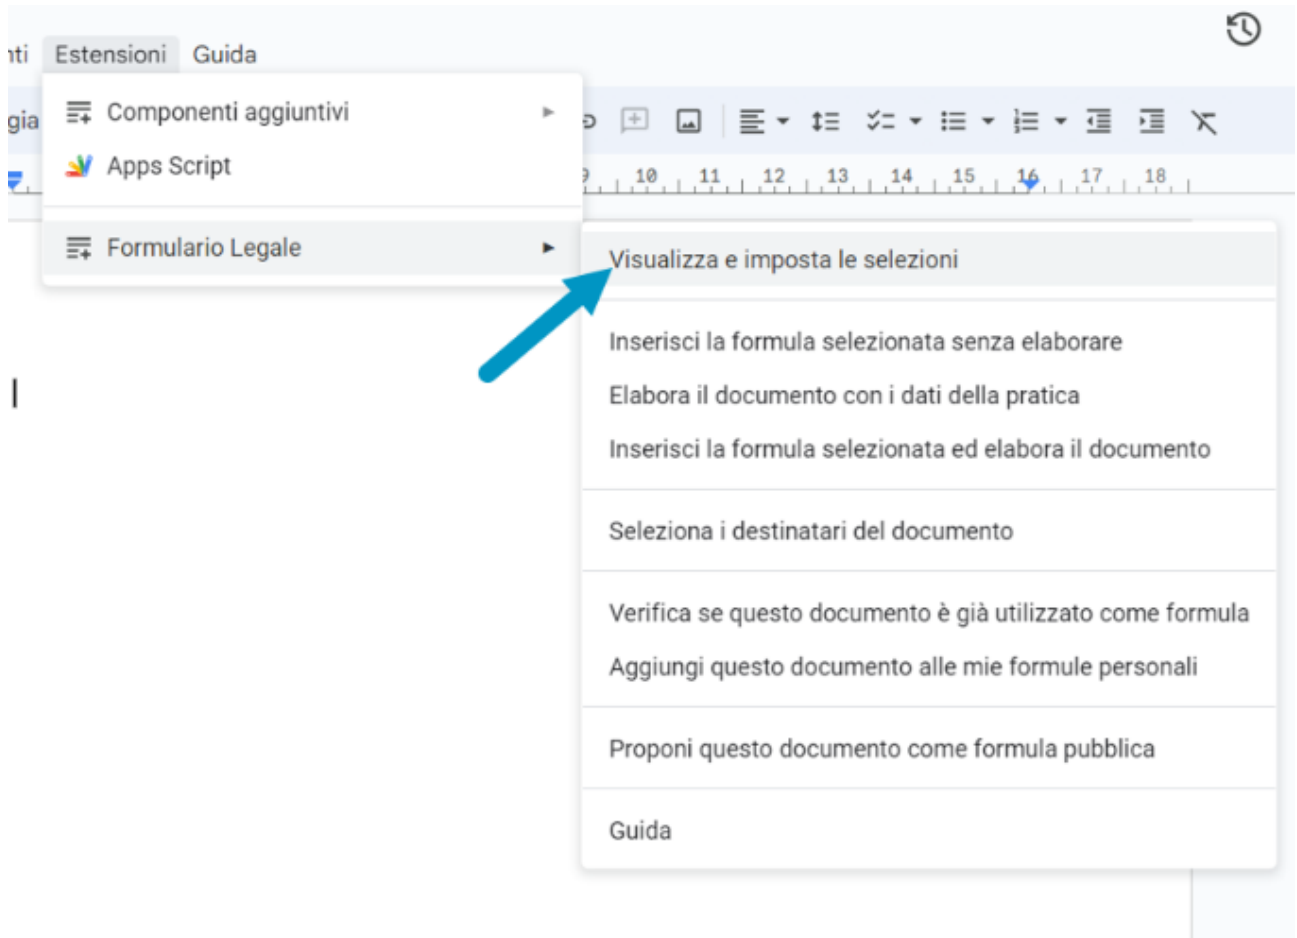 nti Estensioni Guida
gia
Componenti aggiuntivi
Apps Script
9 10 11 12 13 14 15 16 17 18
Formulario Legale
Visualizza e imposta le selezioni
Inserisci la formula selezionata senza elaborare
Elabora il documento con i dati della pratica
Inserisci la formula selezionata ed elabora il documento
Seleziona i destinatari del documento
Verifica se questo documento è già utilizzato come formula
Aggiungi questo documento alle mie formule personali
Proponi questo documento come formula pubblica
Guida